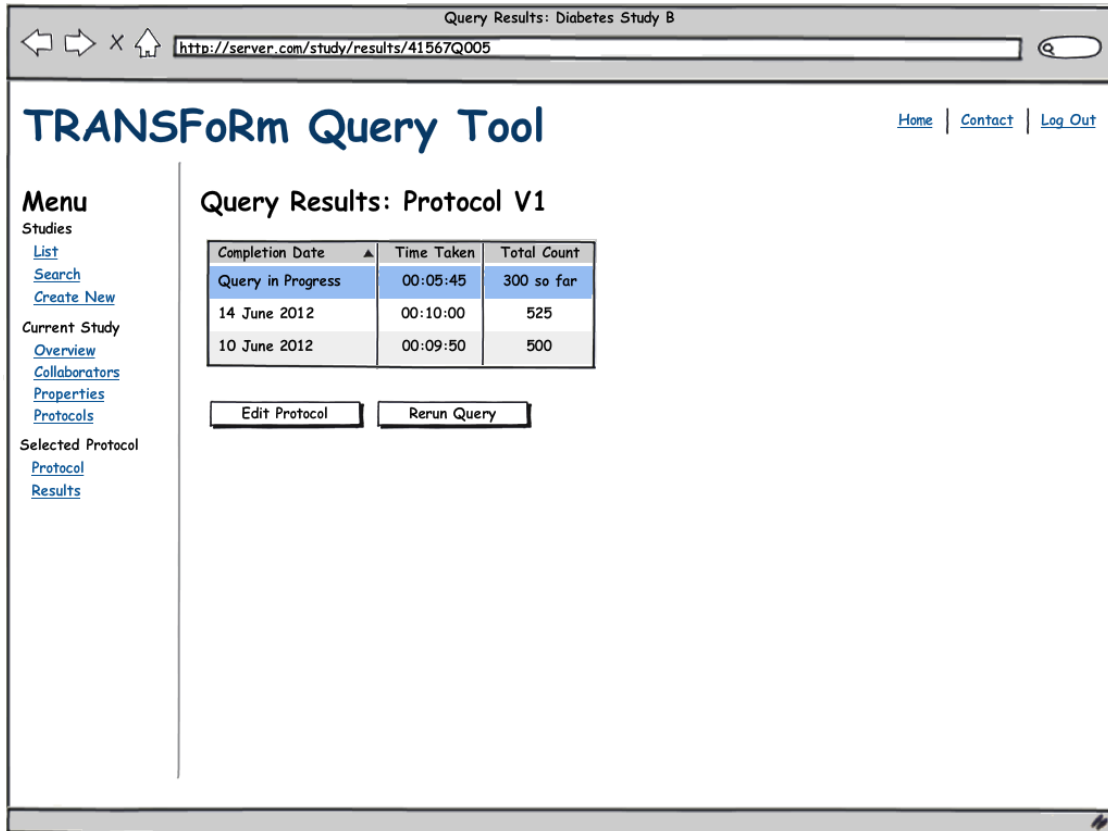 Query Results: Diabetes Study B
http://server.com/study/results/41567Q005
TRANSFoRm Query Tool
Home Contact Log Out
Menu
Studies
List
Search
Create New
Current Study
Overview
Collaborators
Properties
Protocols
Selected Protocol
Protocol
Results
Query Results: Protocol V1
Completion Date Time Taken Total Count
Query in Progress 00:05:45 300 so far
14 June 2012 00:10:00 525
10 June 2012 00:09:50 500
Edit Protocol Rerun Query